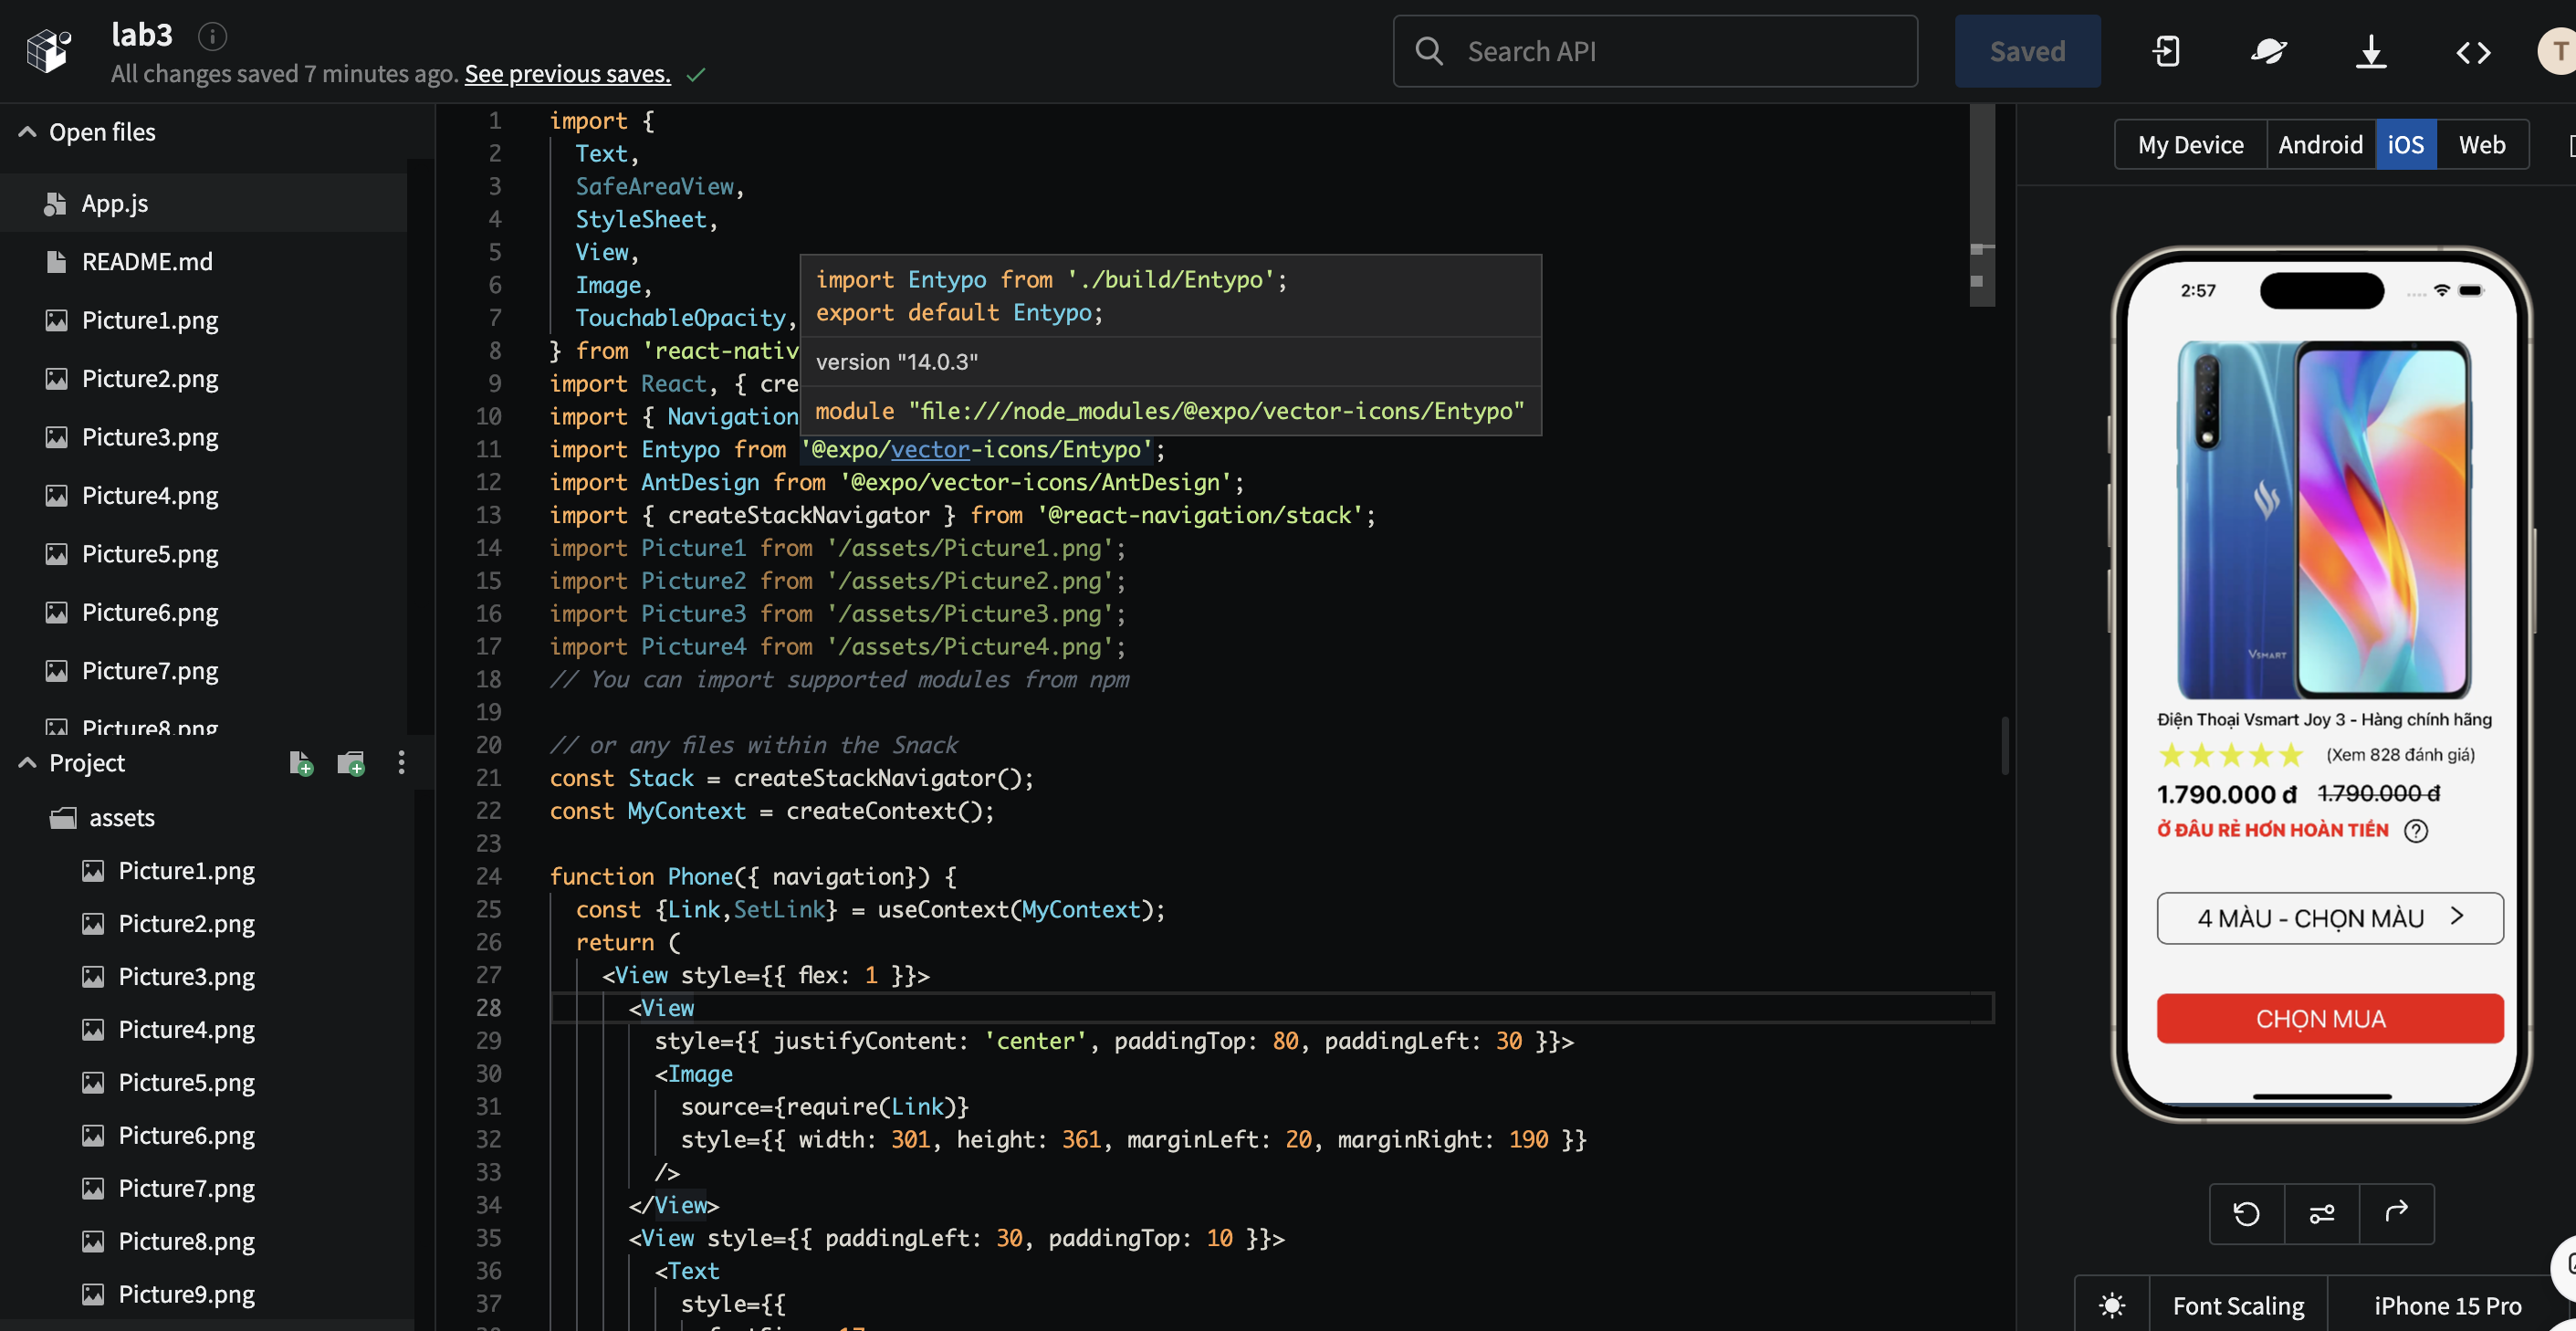 lab3
All changes saved 7 minutes ago. See previous saves.
Search API
Saved
T
Open files
App.js
README.md
Picture1.png
Picture2.png
Picture3.png
Picture4.png
Picture5.png
Picture6.png
Picture7.png
Picture8.png
Project
assets
Picture1.png
Picture2.png
Picture3.png
Picture4.png
Picture5.png
Picture6.png
Picture7.png
Picture8.png
Picture9.png
1 import {
2 Text,
3 SafeAreaView,
4 StyleSheet,
5 View,
6 Image,
7 TouchableOpacity,
8 } from 'react-nativ
9 import React, { cre
10 import { Navigation
11 import Entypo from '@expo/vector-icons/Entypo';
12 import AntDesign from '@expo/vector-icons/AntDesign';
13 import { createStackNavigator } from '@react-navigation/stack';
14 import Picture1 from '/assets/Picture1.png';
15 import Picture2 from '/assets/Picture2.png';
16 import Picture3 from '/assets/Picture3.png';
17 import Picture4 from '/assets/Picture4.png';
18 // You can import supported modules from npm
19
20 // or any files within the Snack
21 const Stack = createStackNavigator();
22 const MyContext = createContext();
23
24 function Phone({ navigation}) {
25 const {Link,SetLink} = useContext(MyContext);
26 return (
27 <View style={{ flex: 1 }}>
28 <View
29 style={{ justifyContent: 'center', paddingTop: 80, paddingLeft: 30 }}>
30 <Image
31 source={require(Link)}
32 style={{ width: 301, height: 361, marginLeft: 20, marginRight: 190 }}
33 />
34 </View>
35 <View style={{ paddingLeft: 30, paddingTop: 10 }}>
36 <Text
37 style={{
import Entypo from './build/Entypo';
export default Entypo;
version "14.0.3"
module "file:///node_modules/@expo/vector-icons/Entypo"
My Device
Android
iOS
Web
2:57
VSMART
Điện Thoại Vsmart Joy 3 - Hàng chính hãng
(Xem 828 đánh giá)
1.790.000 đ 1.790.000 đ
Ở ĐÂU RẺ HƠN HOÀN TIỀN ?
4 MÀU - CHỌN MÀU >
CHỌN MUA
Font Scaling
iPhone 15 Pro